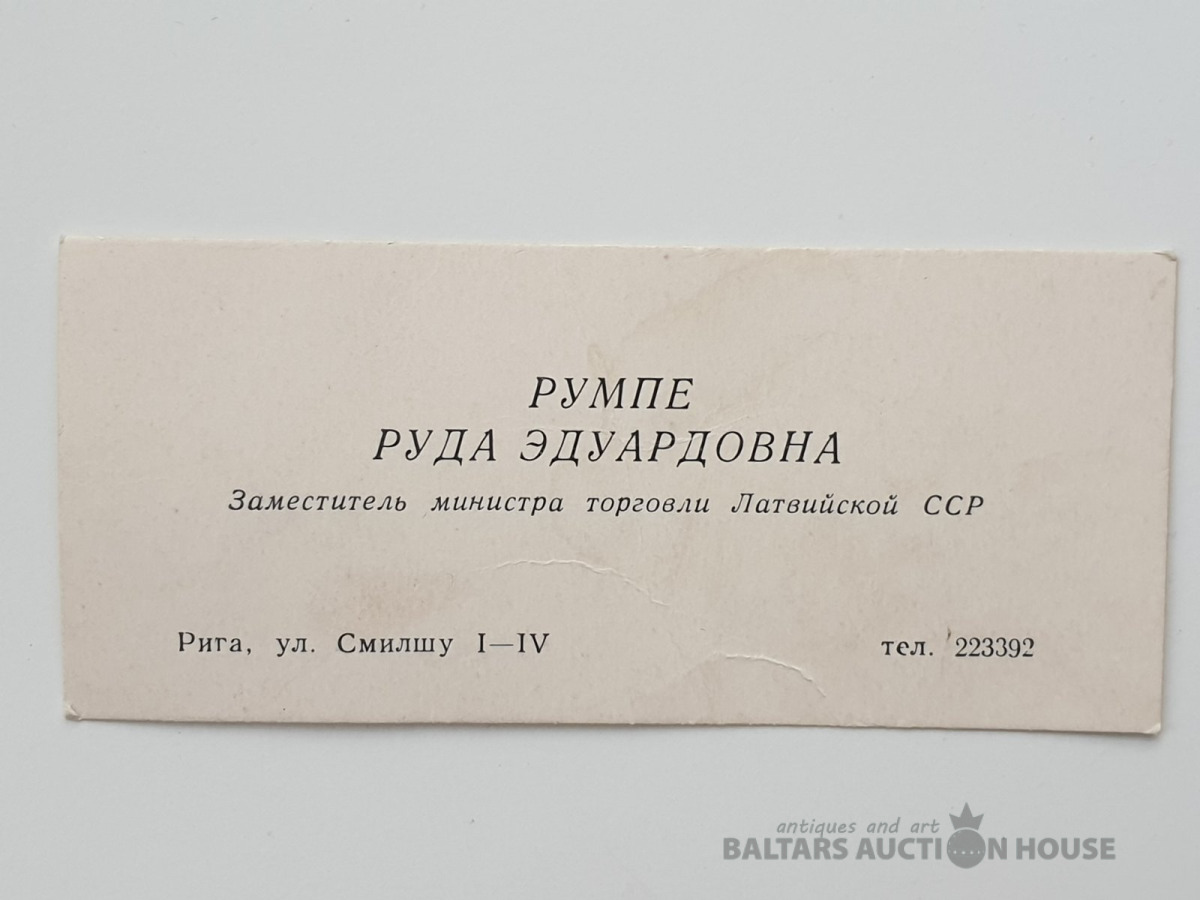 РУМПЕ
РУДА ЭДУАРДОВНА
Заместитель министра торговли Латвийской ССР
Рига, ул. Смилшу I—IV тел. 223392
antiques and art
BALTARS AUCTION HOUSE